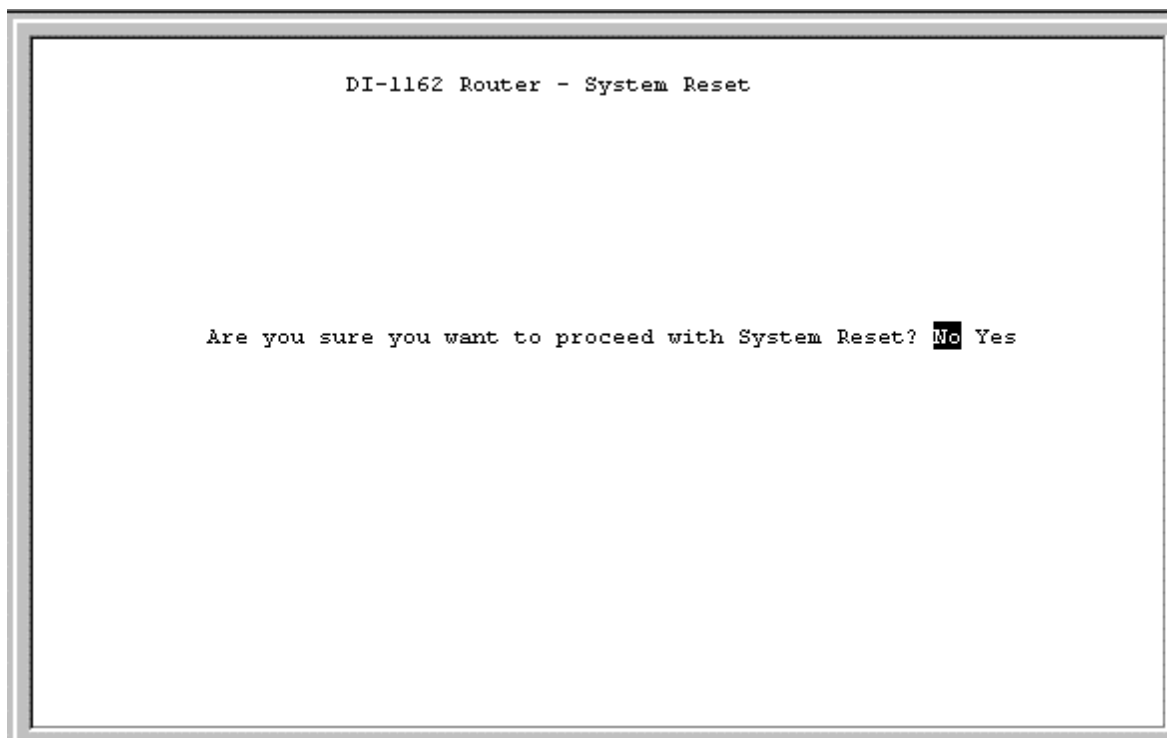 DI-1162 Router - System Reset
Are you sure you want to proceed with System Reset? No Yes